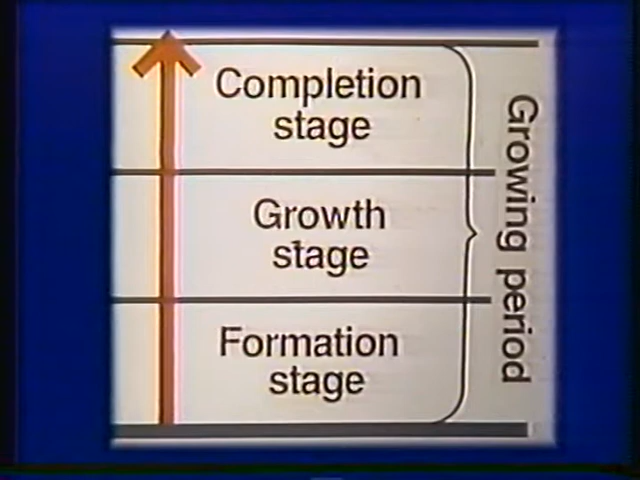 Completion
stage
Growth
stage
Formation
stage
Growing period